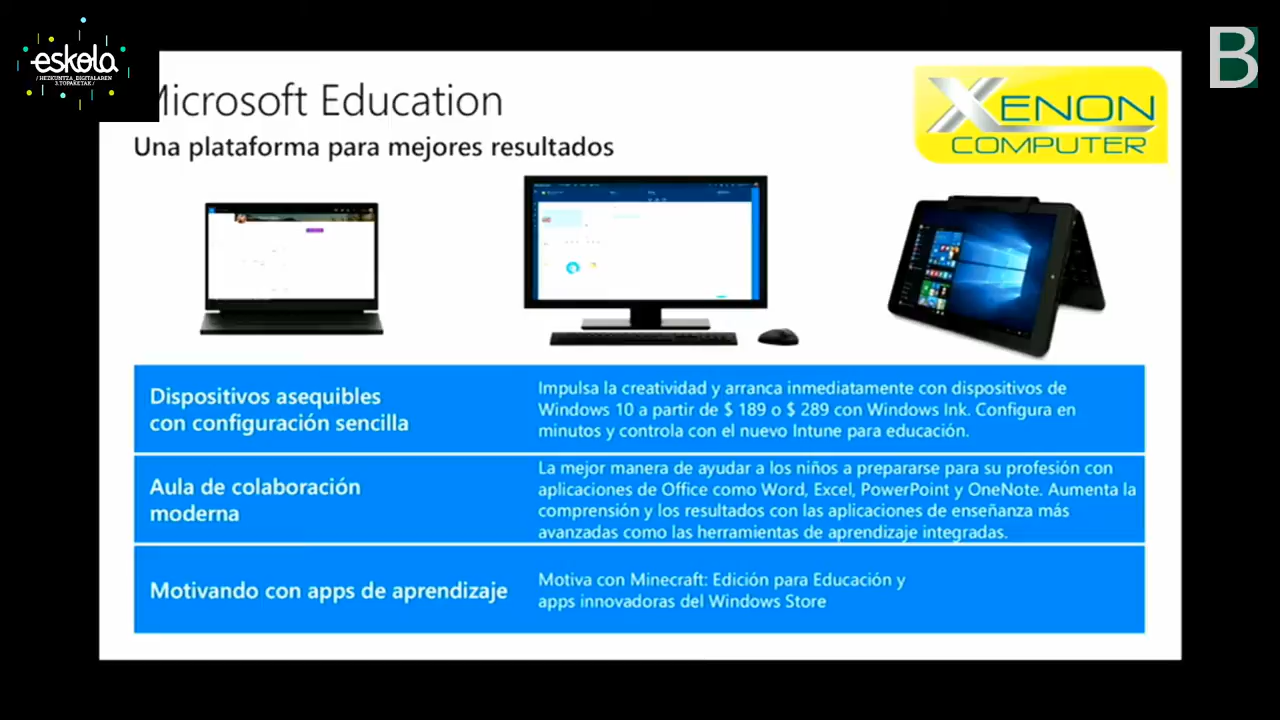 eskola
/ HEZKUNTZA_DIGITALAREN
3.TOPAKETAK /
B
Microsoft Education
Una plataforma para mejores resultados
XENON
COMPUTER
Dispositivos asequibles
con configuración sencilla
Impulsa la creatividad y arranca inmediatamente con dispositivos de
Windows 10 a partir de $ 189 o $ 289 con Windows Ink. Configura en
minutos y controla con el nuevo Intune para educación.
Aula de colaboración
moderna
La mejor manera de ayudar a los niños a prepararse para su profesión con
aplicaciones de Office como Word, Excel, PowerPoint y OneNote. Aumenta la
comprensión y los resultados con las aplicaciones de enseñanza más
avanzadas como las herramientas de aprendizaje integradas.
Motivando con apps de aprendizaje
Motiva con Minecraft: Edición para Educación y
apps innovadoras del Windows Store